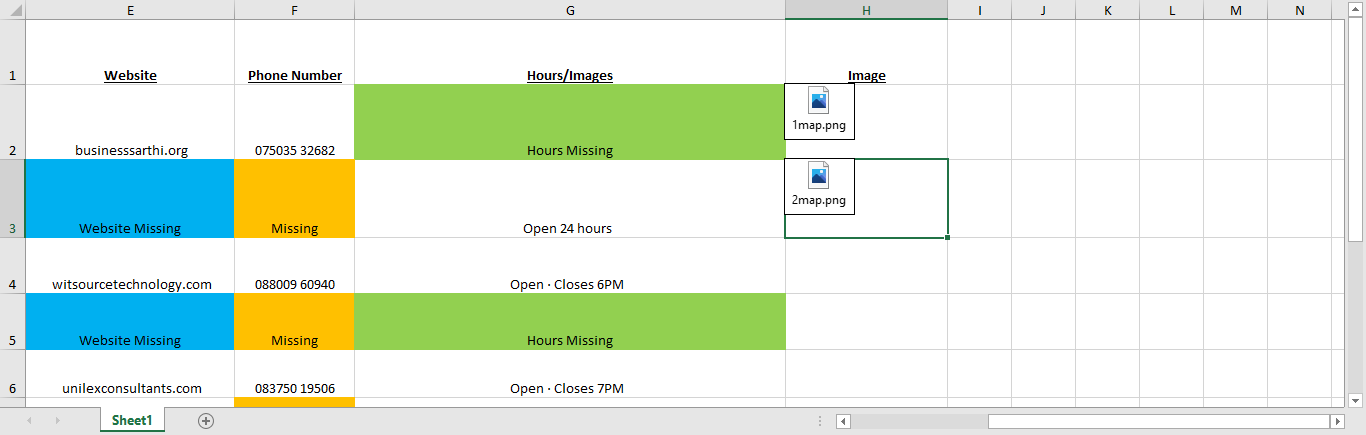 E F G H I J K L M N
1 Website Phone Number Hours/Images Image
1map.png
2 businesssarthi.org 075035 32682 Hours Missing
2map.png
3 Website Missing Missing Open 24 hours
4 witsourcetechnology.com 088009 60940 Open · Closes 6PM
5 Website Missing Missing Hours Missing
6 unilexconsultants.com 083750 19506 Open · Closes 7PM
Sheet1